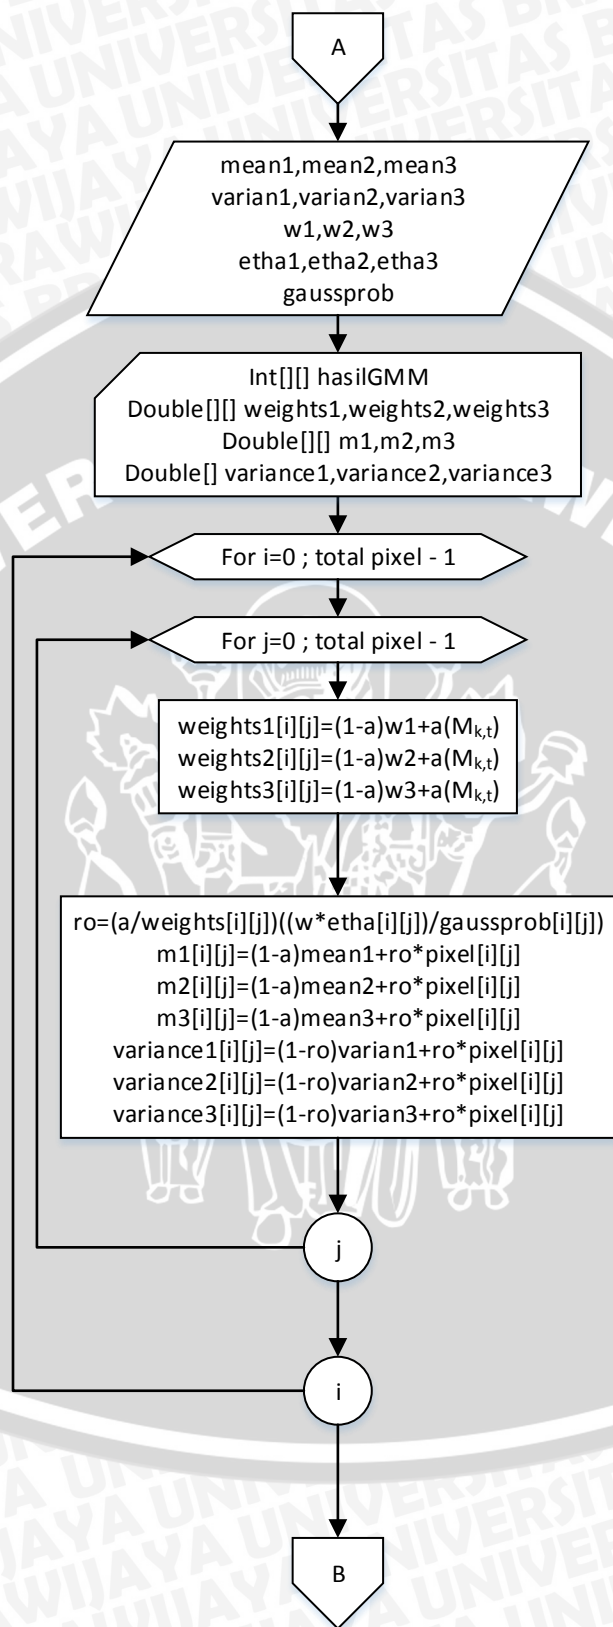 A
mean1,mean2,mean3
varian1,varian2,varian3
w1,w2,w3
etha1,etha2,etha3
gaussprob
Int[][] hasilGMM
Double[][] weights1,weights2,weights3
Double[][] m1,m2,m3
Double[] variance1,variance2,variance3
For i=0 ; total pixel - 1
For j=0 ; total pixel - 1
weights1[i][j]=(1-a)w1+a(Mk,t)
weights2[i][j]=(1-a)w2+a(Mk,t)
weights3[i][j]=(1-a)w3+a(Mk,t)
ro=(a/weights[i][j])((w*etha[i][j])/gaussprob[i][j])
m1[i][j]=(1-a)mean1+ro*pixel[i][j]
m2[i][j]=(1-a)mean2+ro*pixel[i][j]
m3[i][j]=(1-a)mean3+ro*pixel[i][j]
variance1[i][j]=(1-ro)varian1+ro*pixel[i][j]
variance2[i][j]=(1-ro)varian2+ro*pixel[i][j]
variance3[i][j]=(1-ro)varian3+ro*pixel[i][j]
j
i
B